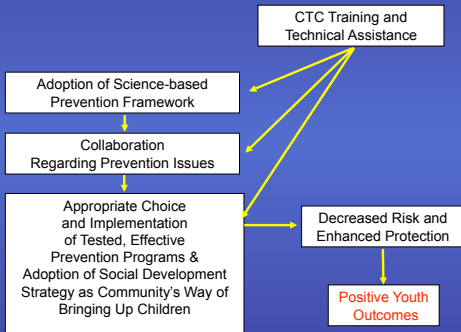 CTC Training and
Technical Assistance
Adoption of Science-based
Prevention Framework
Collaboration
Regarding Prevention Issues
Appropriate Choice
and Implementation
of Tested, Effective
Prevention Programs &
Adoption of Social Development
Strategy as Community's Way of
Bringing Up Children
Decreased Risk and
Enhanced Protection
Positive Youth
Outcomes